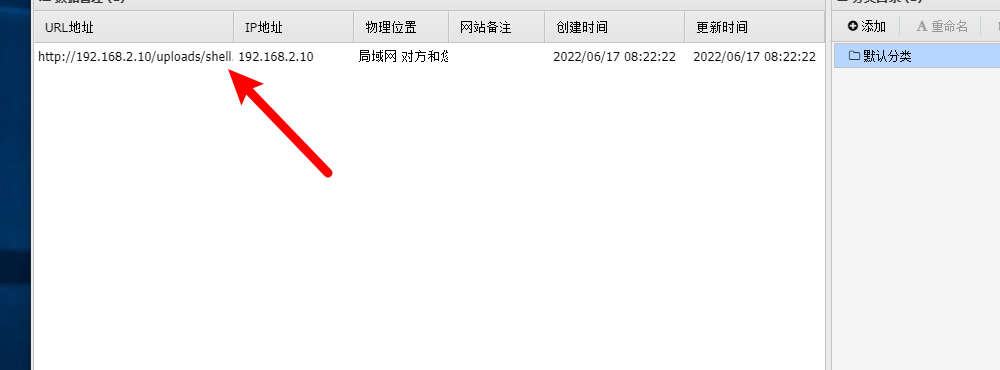 URL地址 IP地址 物理位置 网站备注 创建时间 更新时间
http://192.168.2.10/uploads/shell. 192.168.2.10 局域网 对方和您 2022/06/17 08:22:22 2022/06/17 08:22:22
添加 重命名
默认分类